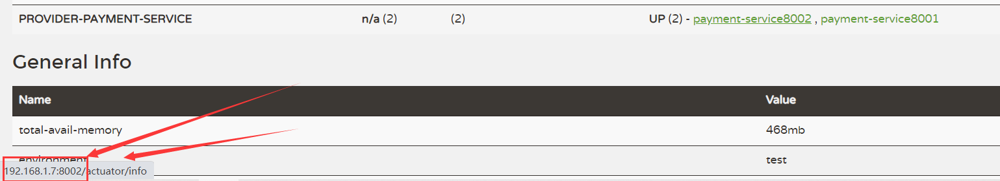 PROVIDER-PAYMENT-SERVICE n/a (2) (2) UP (2) - payment-service8002 , payment-service8001
General Info
Name Value
total-avail-memory 468mb
environment test
192.168.1.7:8002/actuator/info